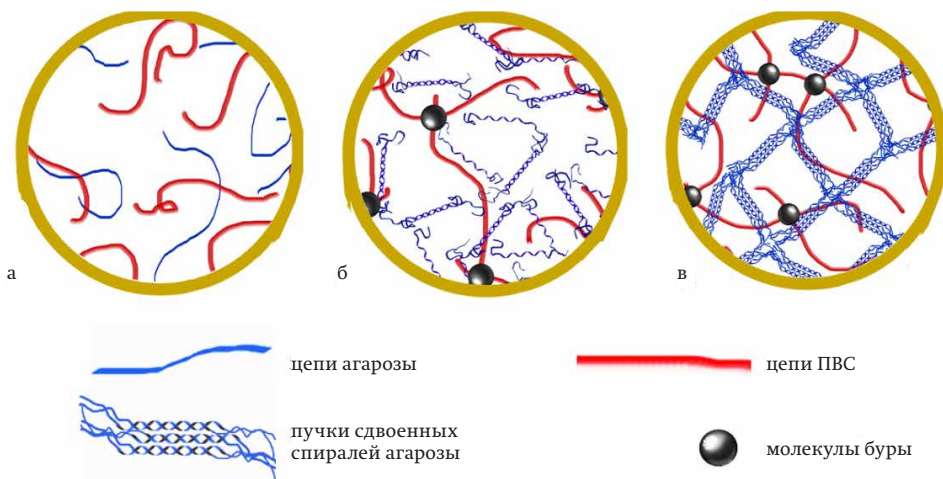 а
б
в
цепи агарозы
цепи ПВС
пучки сдвоенных
спиралей агарозы
молекулы буры